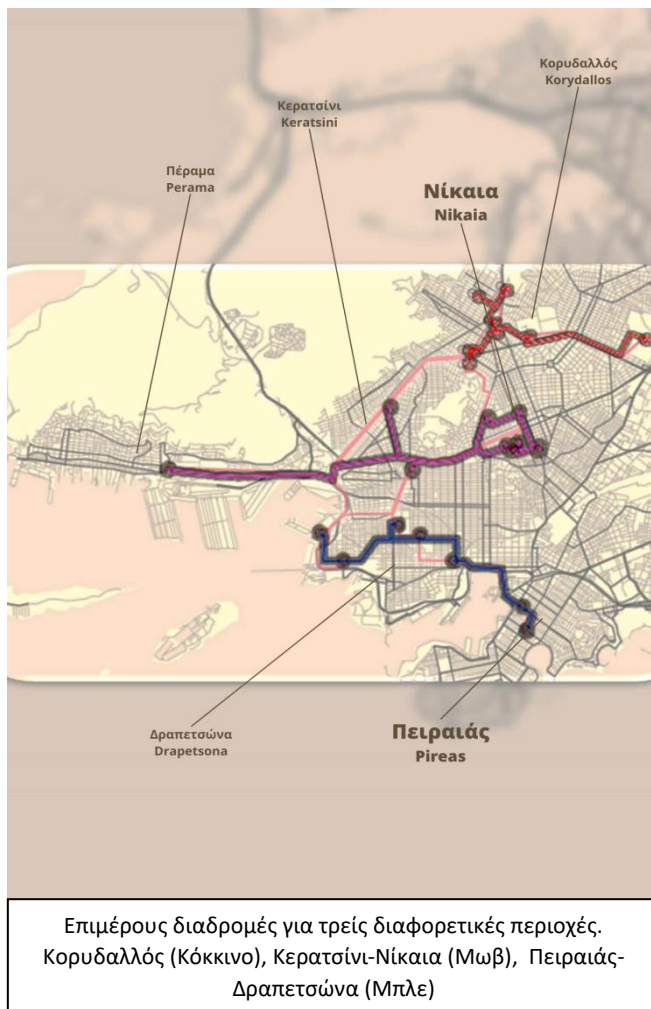 Κορυδαλλός
Korydallos
Κερατσίνι
Keratsini
Πέραμα
Perama
Νίκαια
Nikaia
Δραπετσώνα
Drapetsona
Πειραιάς
Pireas
Επιμέρους διαδρομές για τρείς διαφορετικές περιοχές.
Κορυδαλλός (Κόκκινο), Κερατσίνι-Νίκαια (Μωβ), Πειραιάς-
Δραπετσώνα (Μπλε)